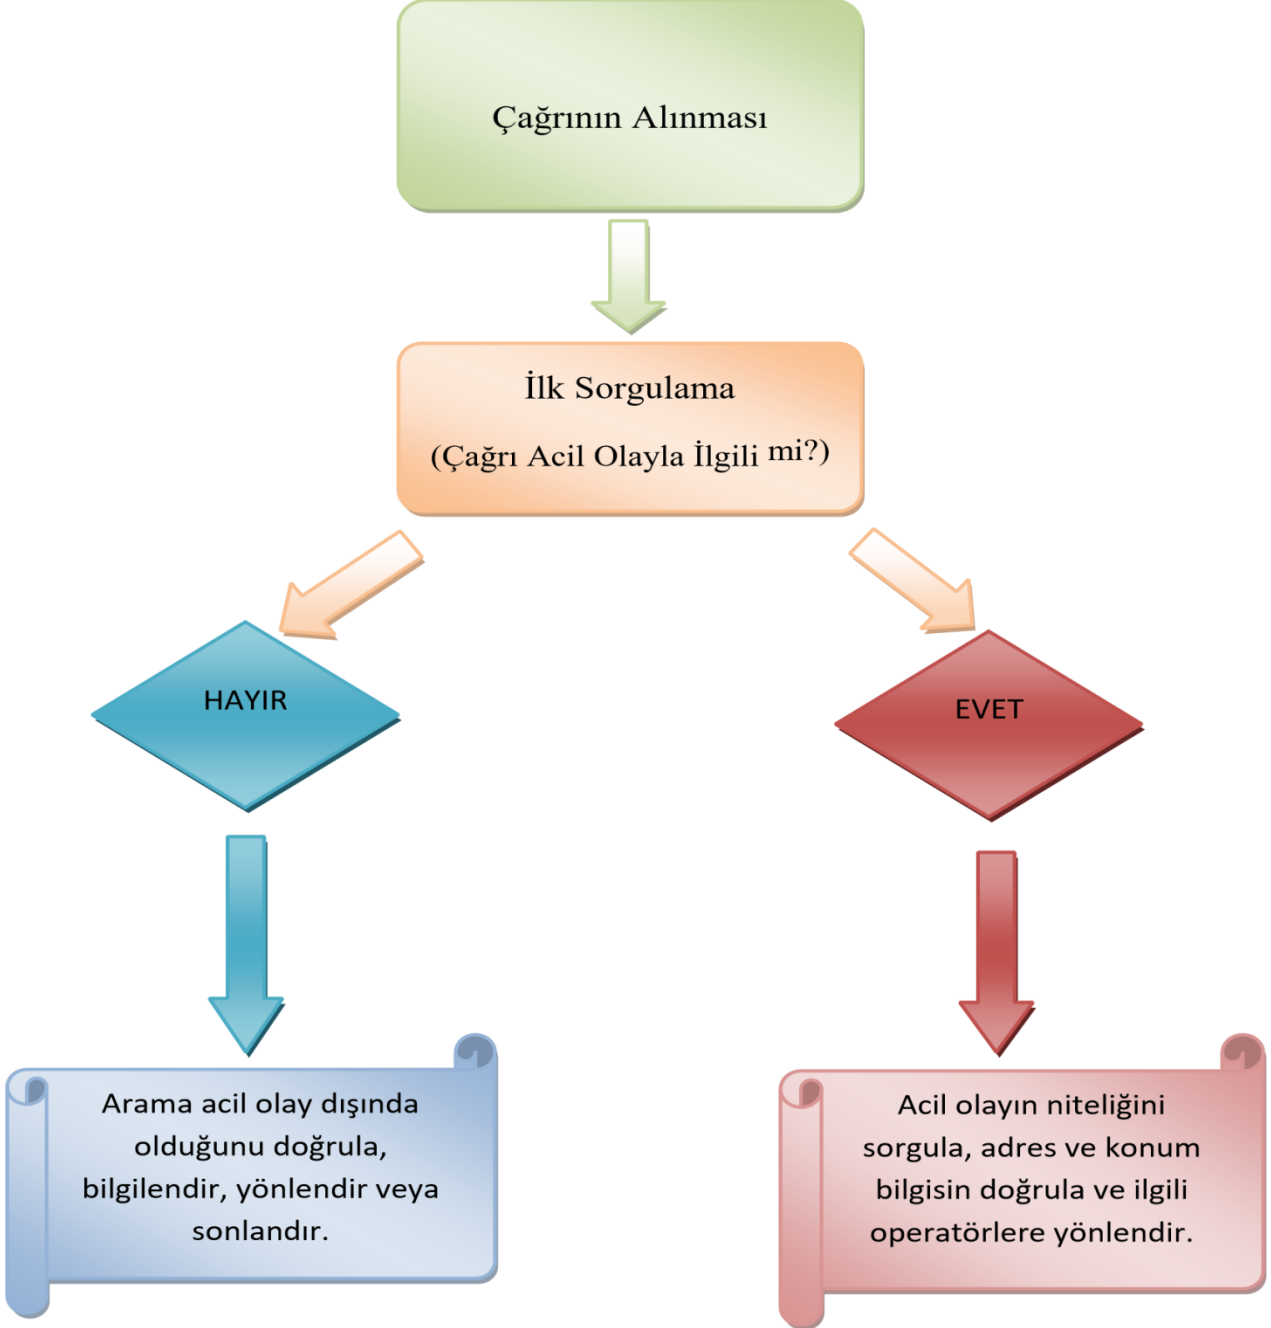 Çağrının Alınması
İlk Sorgulama
(Çağrı Acil Olayla İlgili mi?)
HAYIR
EVET
Arama acil olay dışında
olduğunu doğrula,
bilgilendir, yönlendir veya
sonlandır.
Acil olayın niteliğini
sorgula, adres ve konum
bilgisin doğrula ve ilgili
operatörlere yönlendir.